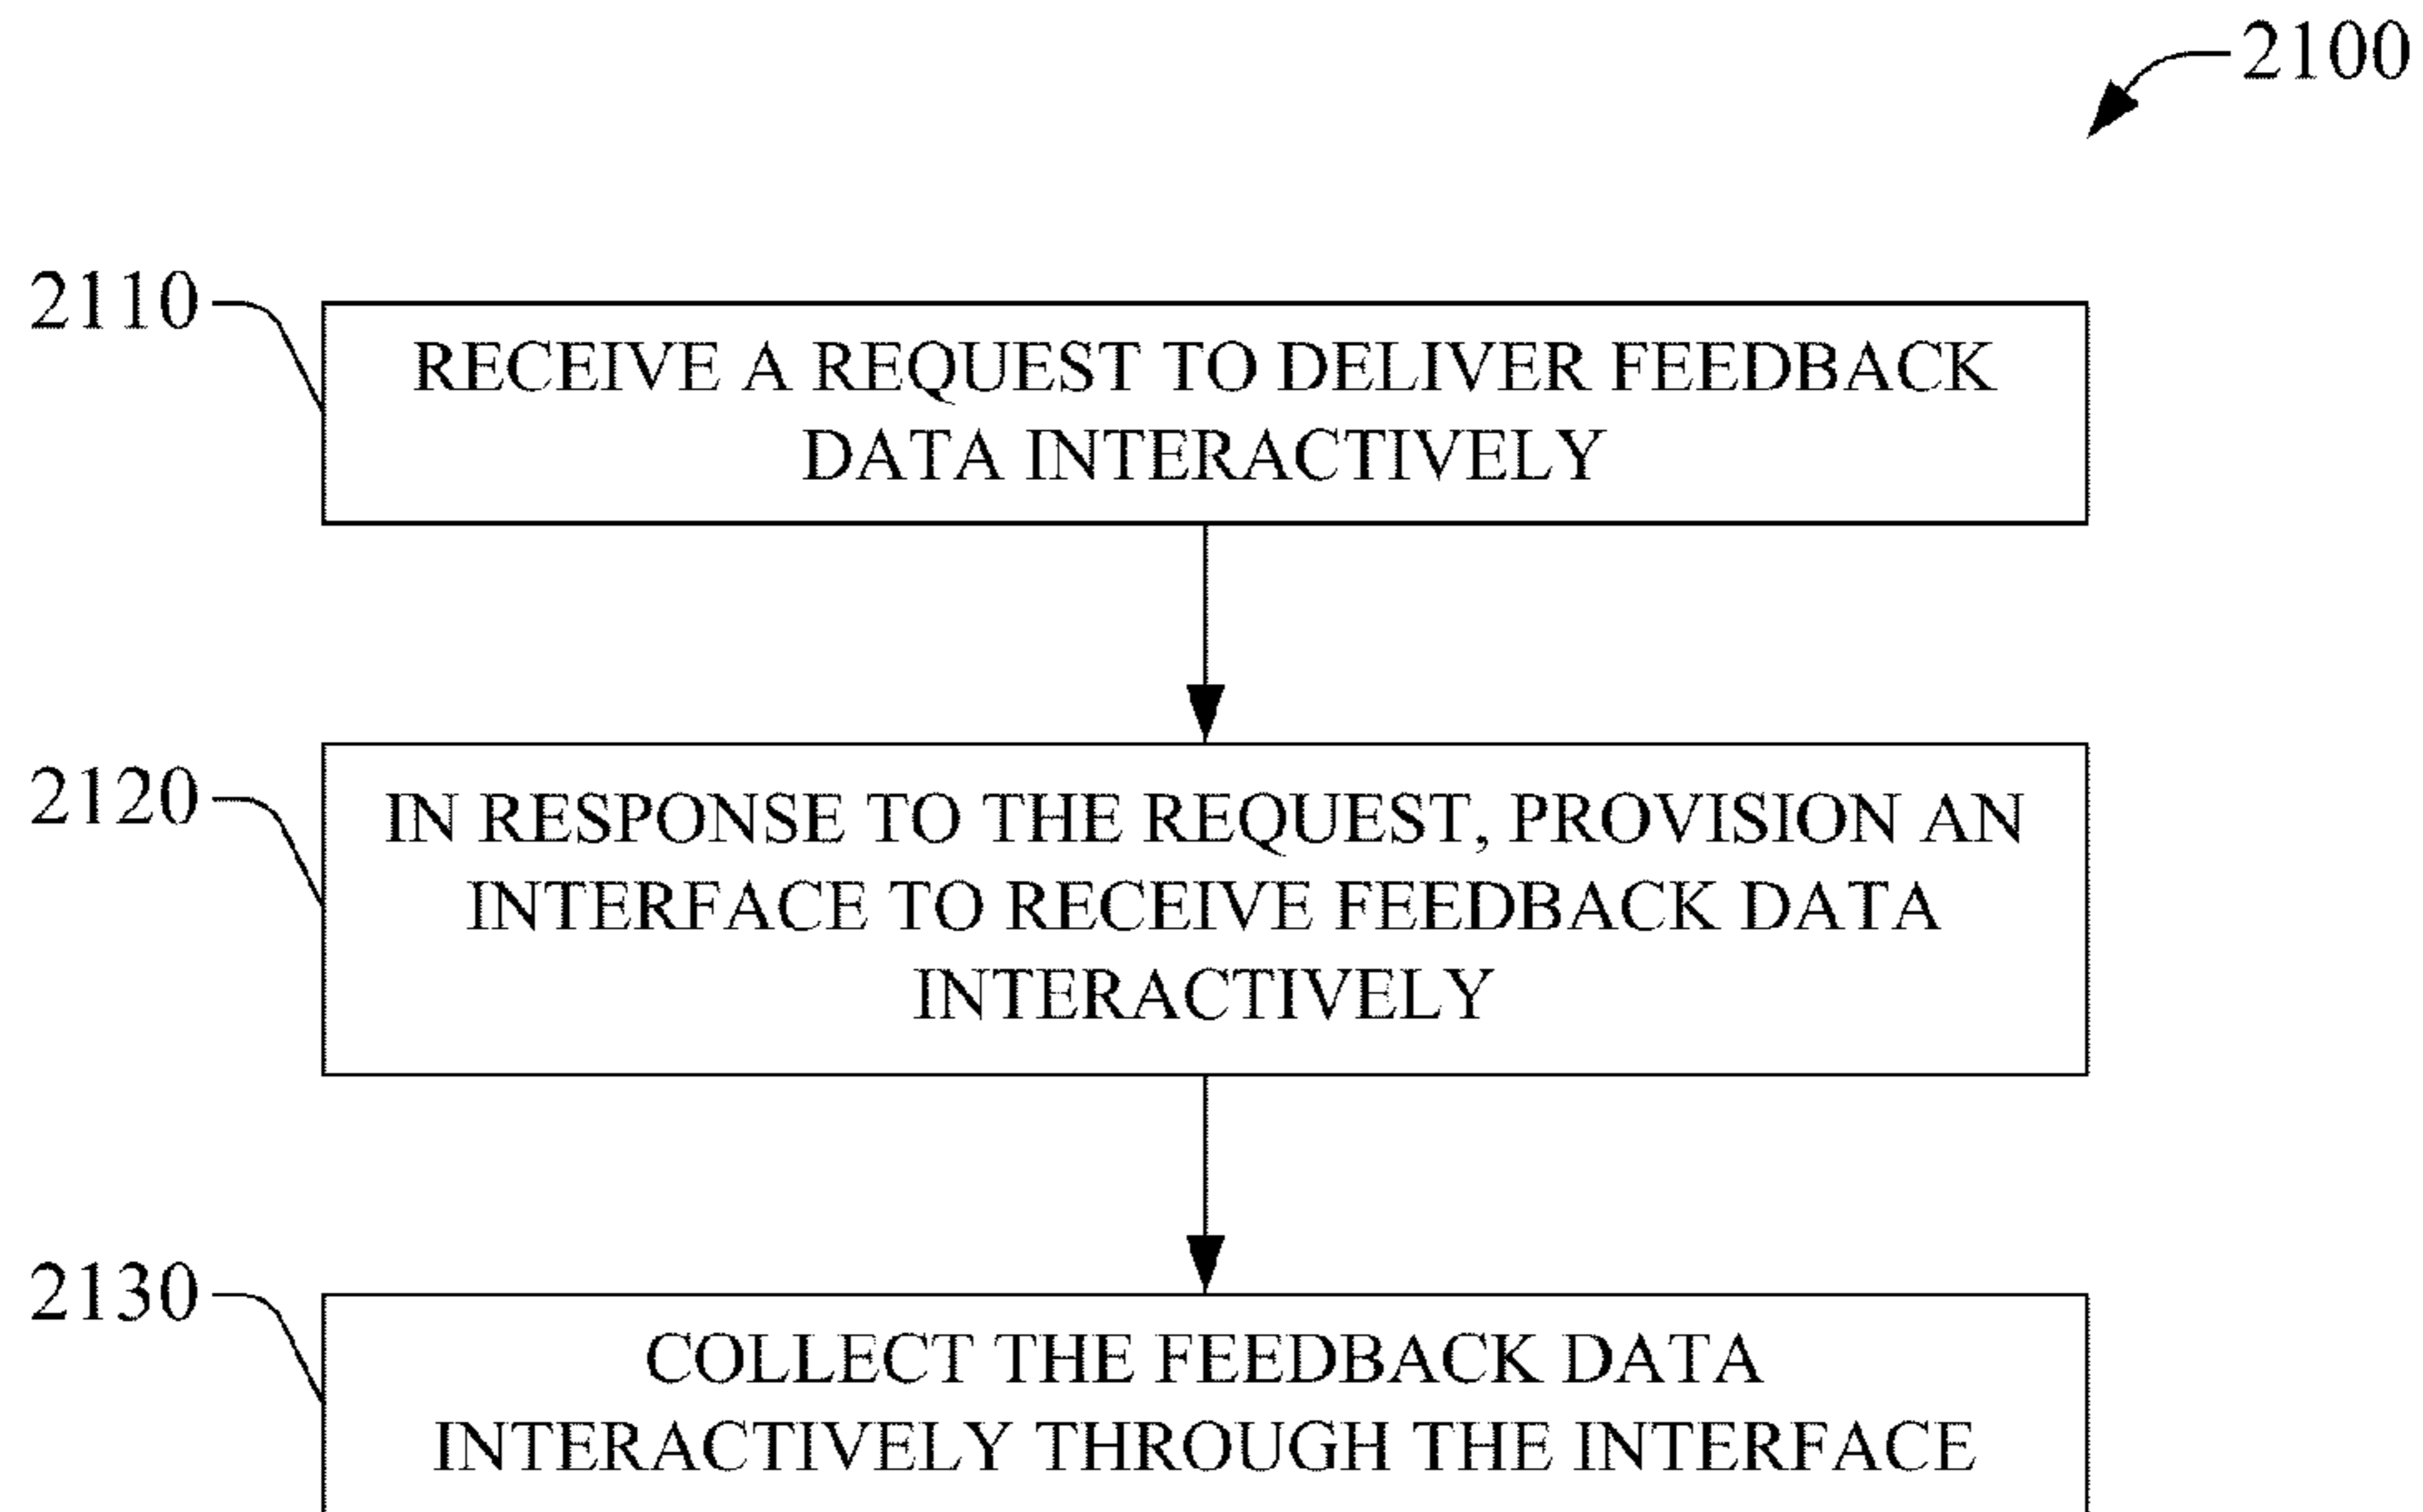 2100
2110
RECEIVE A REQUEST TO DELIVER FEEDBACK
DATA INTERACTIVELY
2120
IN RESPONSE TO THE REQUEST, PROVISION AN
INTERFACE TO RECEIVE FEEDBACK DATA
INTERACTIVELY
2130
COLLECT THE FEEDBACK DATA
INTERACTIVELY THROUGH THE INTERFACE